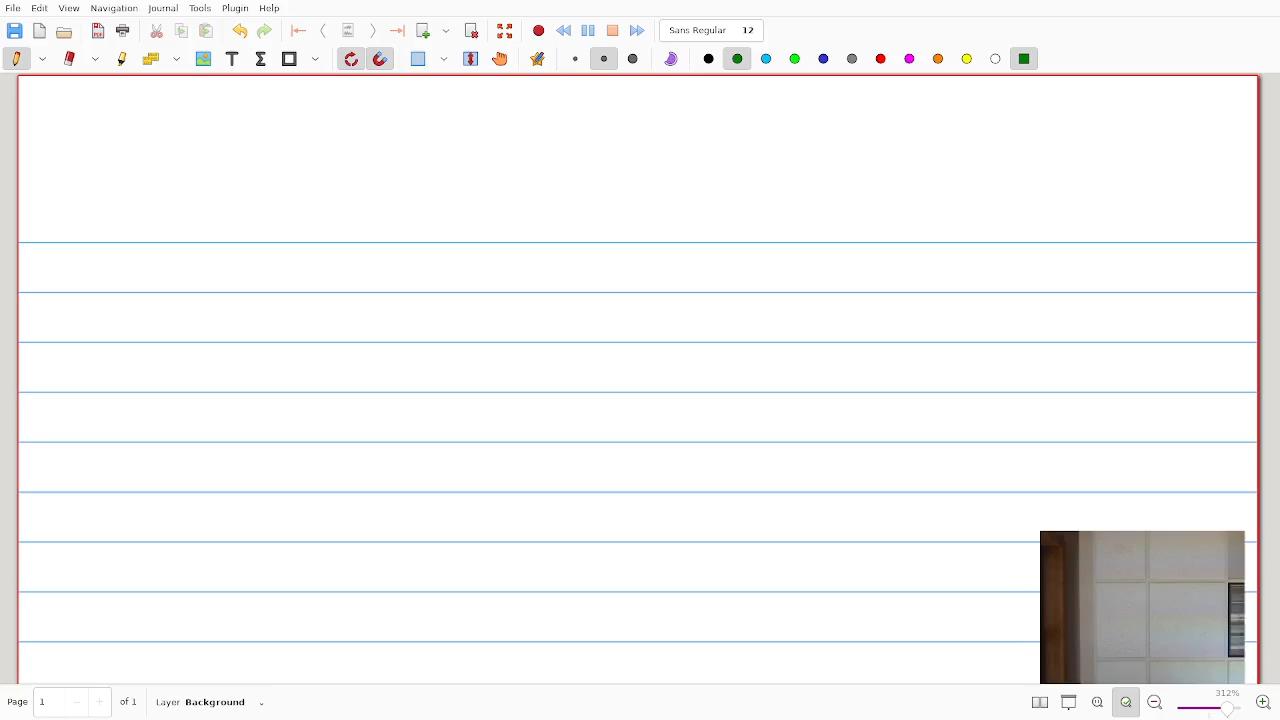 File Edit View Navigation Journal Tools Plugin Help
Sans Regular 12
Page 1 of 1 Layer Background
312%